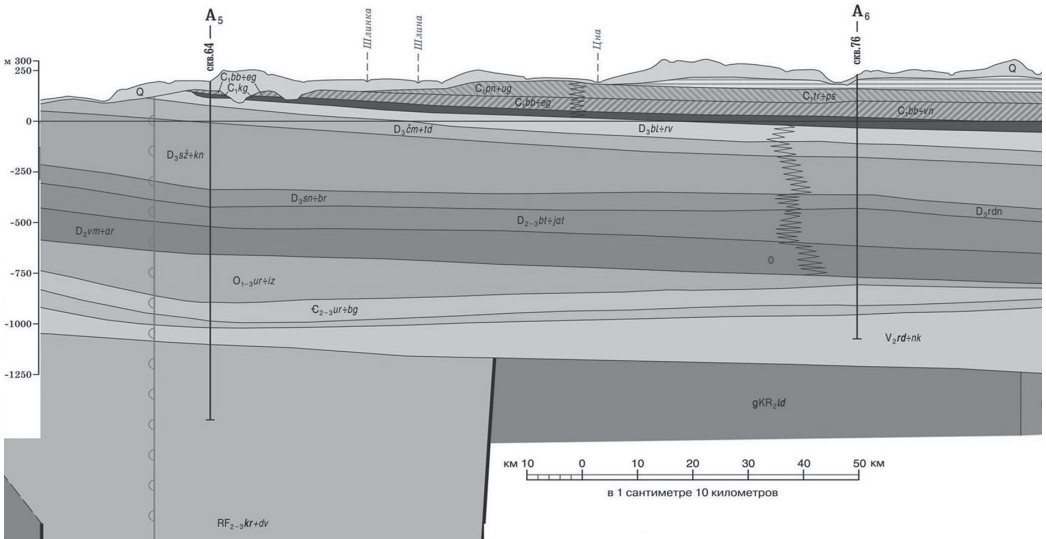 А5
А6
Шлинка
Шлина
Цна
скв.64
скв.76
м 300
250
0
-250
-500
-750
-1000
-1250
Q
C1bb÷eg
C1kg
C1pn+ug
C1bb÷eg
Q
C1tr÷ps
C1bb÷vn
D3čm+td
D3bl÷rv
D3sž÷kn
D3sn÷br
D3rdn
D2-3bt÷jat
D2vm÷ar
O1-3ur÷iz
Є2-3ur÷bg
V2rd÷nk
gKR2ld
RF2-3kr+dv
км 10 0 10 20 30 40 50 км
в 1 сантиметре 10 километров